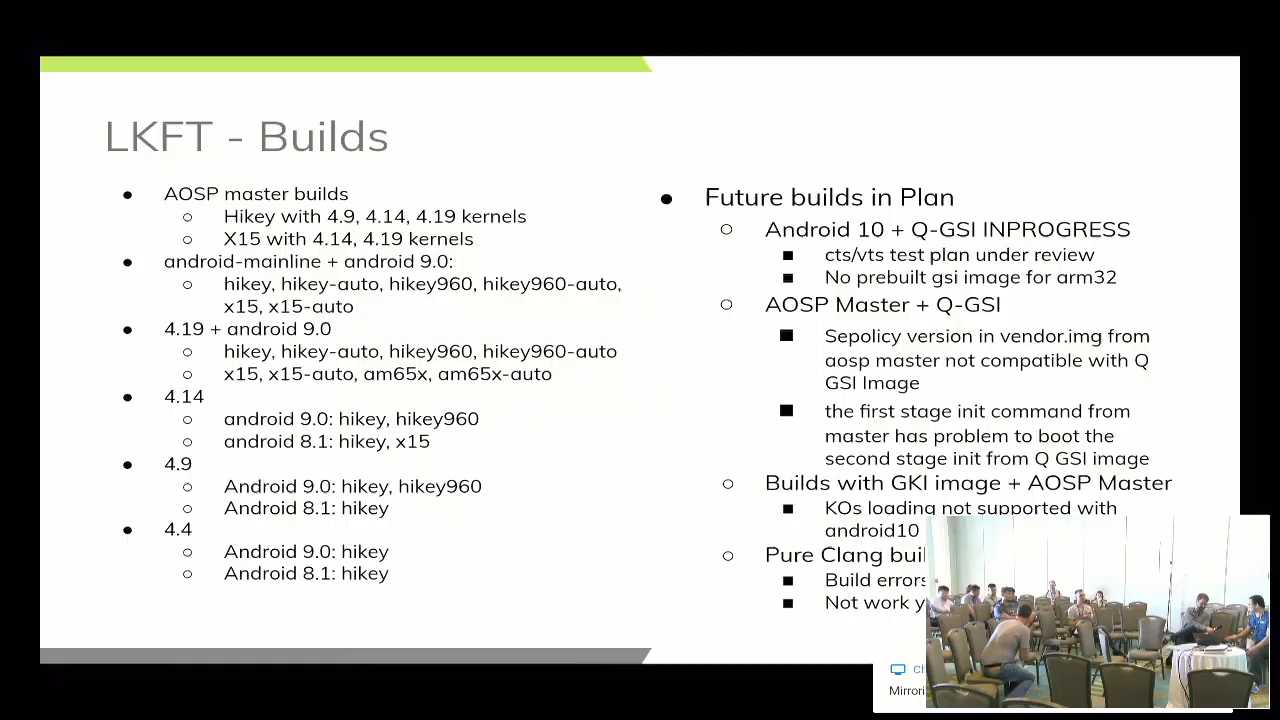 LKFT - Builds
AOSP master builds
Hikey with 4.9, 4.14, 4.19 kernels
X15 with 4.14, 4.19 kernels
android-mainline + android 9.0:
hikey, hikey-auto, hikey960, hikey960-auto,
x15, x15-auto
4.19 + android 9.0
hikey, hikey-auto, hikey960, hikey960-auto
x15, x15-auto, am65x, am65x-auto
4.14
android 9.0: hikey, hikey960
android 8.1: hikey, x15
4.9
Android 9.0: hikey, hikey960
Android 8.1: hikey
4.4
Android 9.0: hikey
Android 8.1: hikey
Future builds in Plan
Android 10 + Q-GSI INPROGRESS
cts/vts test plan under review
No prebuilt gsi image for arm32
AOSP Master + Q-GSI
Sepolicy version in vendor.img from
aosp master not compatible with Q
GSI Image
the first stage init command from
master has problem to boot the
second stage init from Q GSI image
Builds with GKI image + AOSP Master
KOs loading not supported with
android10
Pure Clang
Build errors
Not work